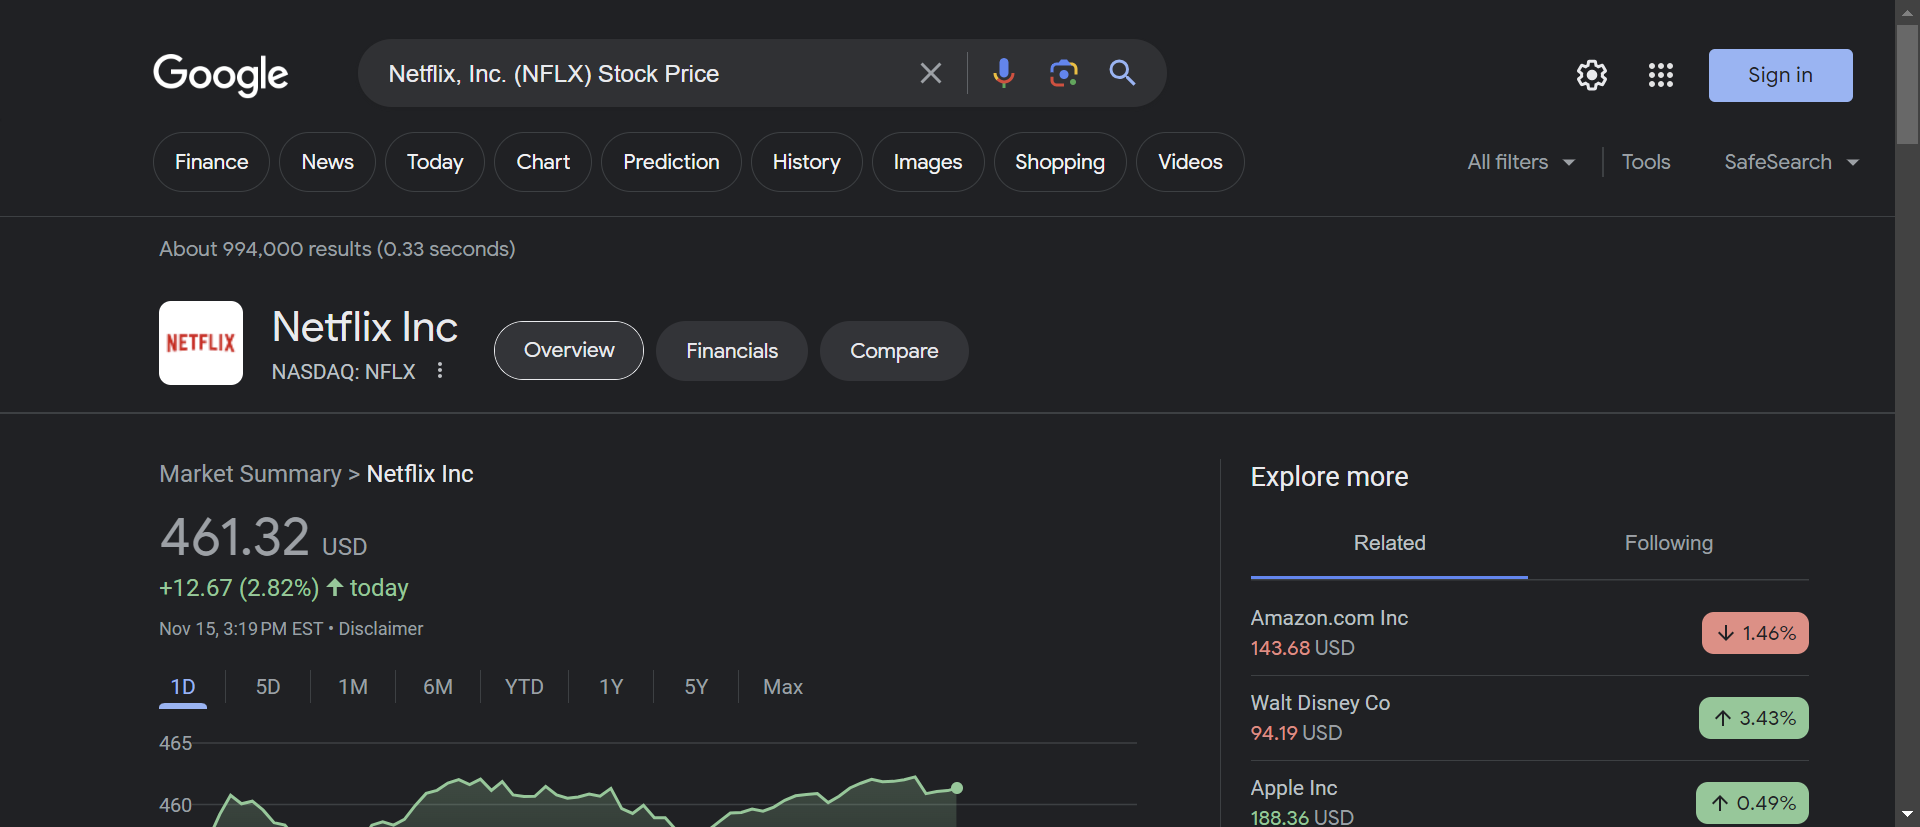 Google
Netflix, Inc. (NFLX) Stock Price
Sign in
Finance
News
Today
Chart
Prediction
History
Images
Shopping
Videos
All filters
Tools
SafeSearch
About 994,000 results (0.33 seconds)
NETFLIX
Netflix Inc
NASDAQ: NFLX
Overview
Financials
Compare
Market Summary > Netflix Inc
461.32 USD
+12.67 (2.82%) ↑ today
Nov 15, 3:19 PM EST • Disclaimer
1D
5D
1M
6M
YTD
1Y
5Y
Max
465
460
Explore more
Related
Following
Amazon.com Inc
143.68 USD
↓ 1.46%
Walt Disney Co
94.19 USD
↑ 3.43%
Apple Inc
188.36 USD
↑ 0.49%